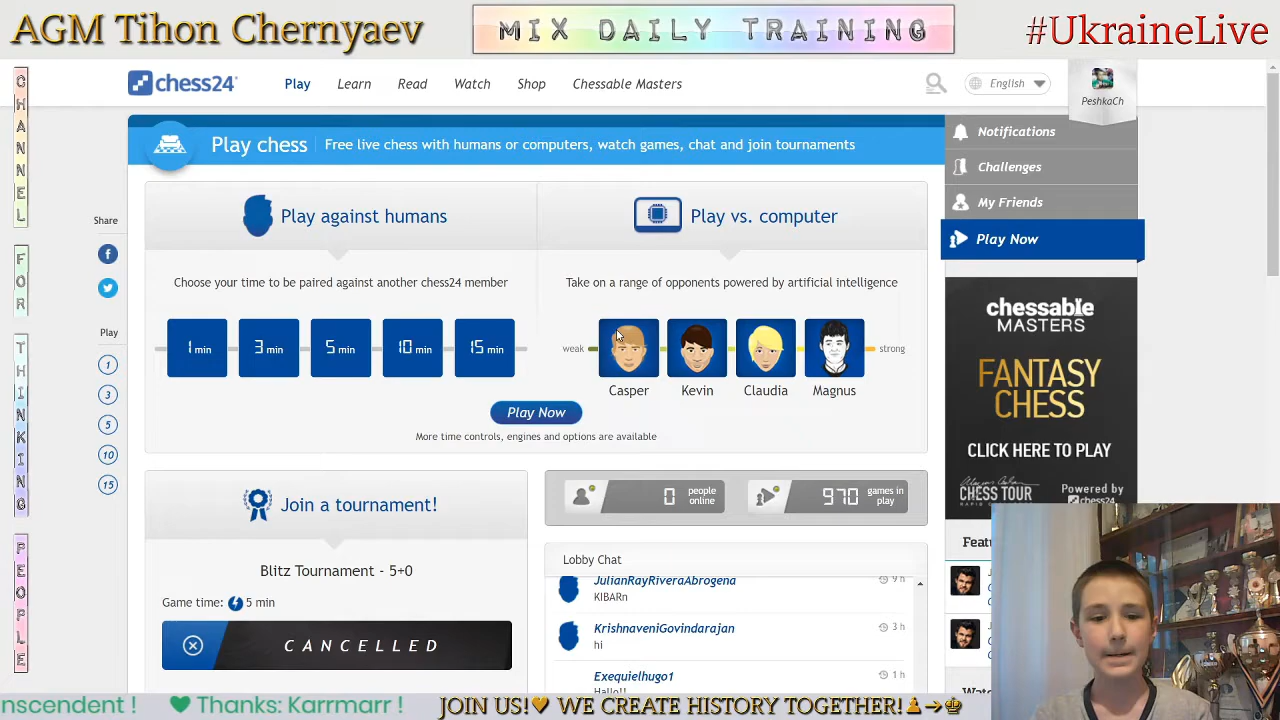 AGM Tihon Chernyaev
MIX DAILY TRAINING
#UkraineLive
CHANNEL
FOR
THINKING
PEOPLE
chess24
Play
Learn
Read
Watch
Shop
Chessable Masters
English
PeshkaCh
Play chess
Free live chess with humans or computers, watch games, chat and join tournaments
Notifications
Challenges
My Friends
Play Now
Share
Play
1
3
5
10
15
Play against humans
Choose your time to be paired against another chess24 member
1 min
3 min
5 min
10 min
15 min
Play vs. computer
Take on a range of opponents powered by artificial intelligence
weak
strong
Casper
Kevin
Claudia
Magnus
Play Now
More time controls, engines and options are available
chessable
MASTERS
FANTASY
CHESS
CLICK HERE TO PLAY
CHESS TOUR
Powered by
chess24
Join a tournament!
Blitz Tournament - 5+0
Game time: 5 min
CANCELLED
0 people online
970 games in play
Lobby Chat
JulianRayRiveraAbrogena
9 h
KIBARn
KrishnaveniGovindarajan
3 h
hi
Exequielhugo1
1 h
Hallo!!
Featu
nscendent !
Thanks: Karrmarr !
JOIN US! WE CREATE HISTORY TOGETHER!